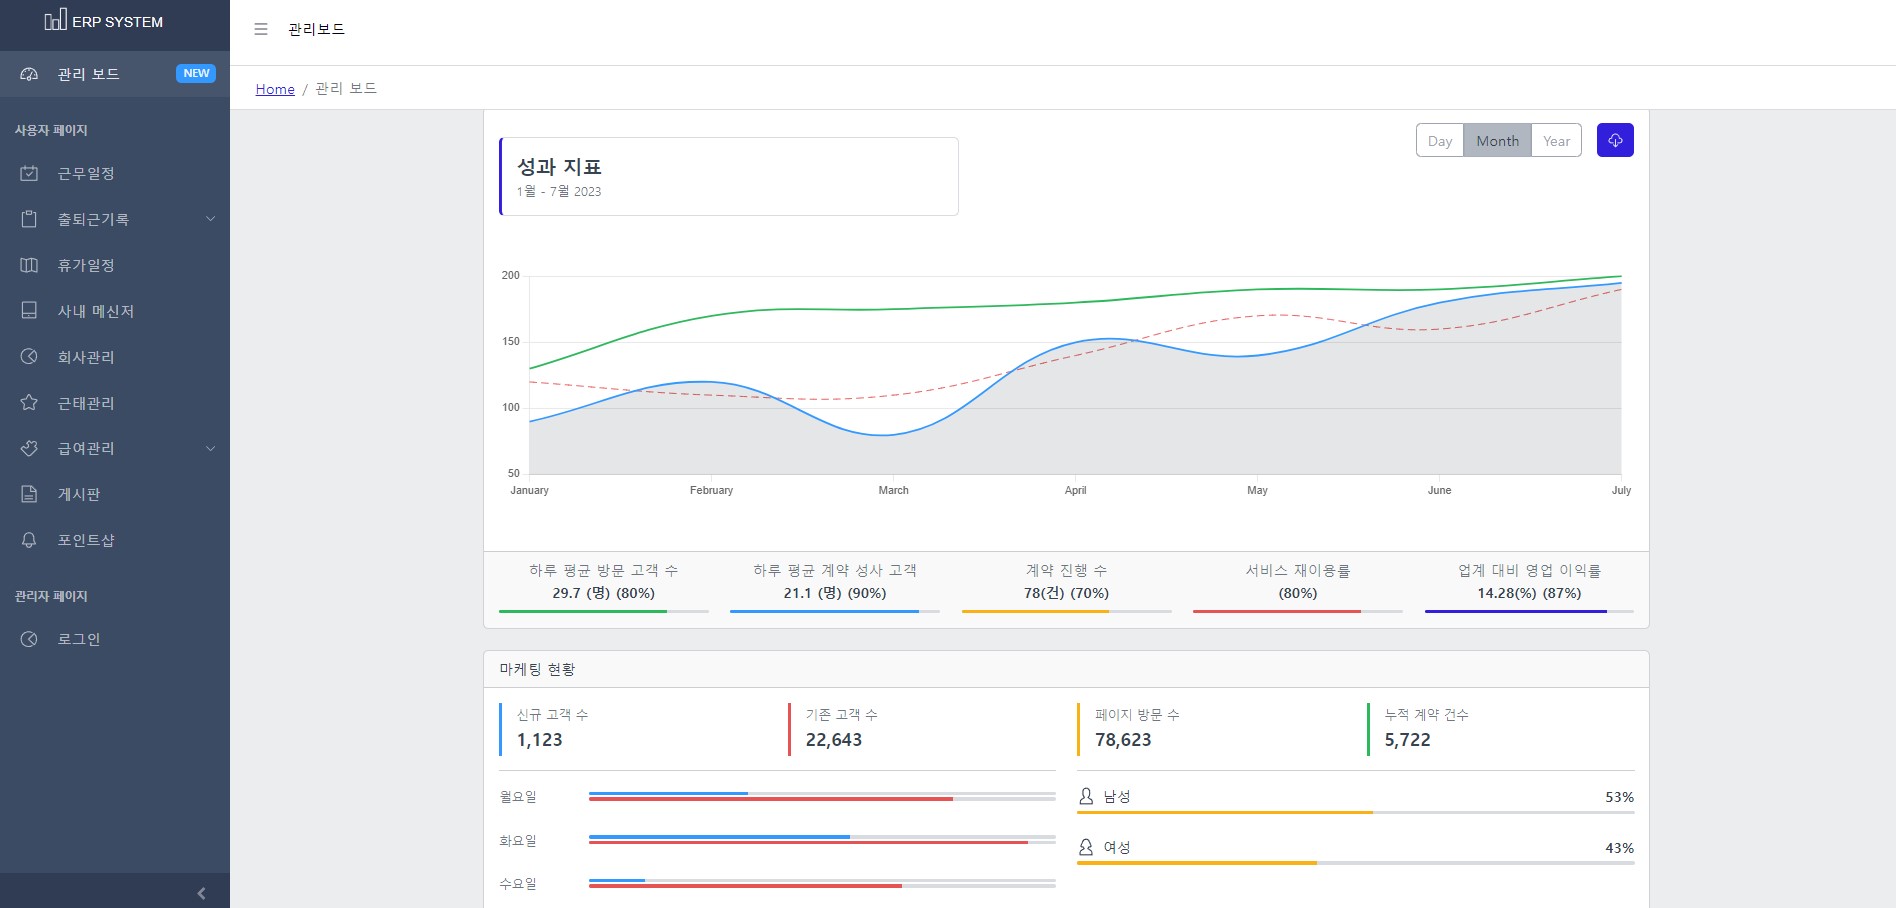 ERP SYSTEM
관리 보드 NEW
사용자 페이지
근무일정
출퇴근기록
휴가일정
사내 메신저
회사관리
근태관리
급여관리
게시판
포인트샵
관리자 페이지
로그인
관리보드
Home / 관리 보드
성과 지표
1월 - 7월 2023
Day Month Year
200
150
100
50
January February March April May June July
하루 평균 방문 고객 수
29.7 (명) (80%)
하루 평균 계약 성사 고객
21.1 (명) (90%)
계약 진행 수
78(건) (70%)
서비스 재이용률
(80%)
업계 대비 영업 이익률
14.28(%) (87%)
마케팅 현황
신규 고객 수
1,123
기존 고객 수
22,643
페이지 방문 수
78,623
누적 계약 건수
5,722
월요일
화요일
수요일
남성 53%
여성 43%